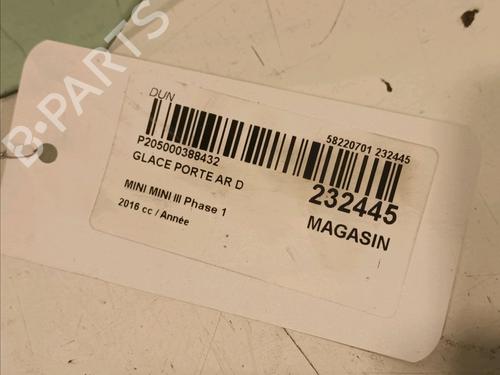 DUN
P205000388432
GLACE PORTE AR D
MINI MINI III Phase 1
2016 cc / Année
58220701 232445
232445
MAGASIN
B-PARTS